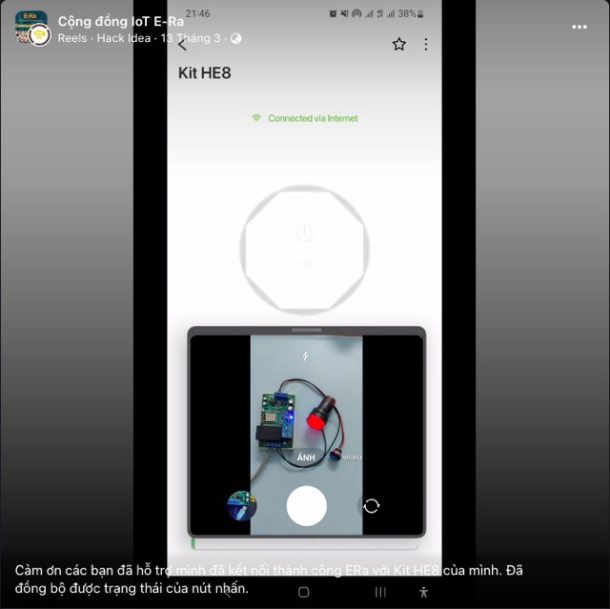 21:46
38%
Cộng đồng IoT E-Ra
Reels · Hack Idea · 13 Tháng 3 ·
Kit HE8
Connected via Internet
ẢNH
VIDEO
Cảm ơn các bạn đã hỗ trợ mình đã kết nối thành công ERa với Kit HE8 của mình. Đã
đồng bộ được trạng thái của nút nhấn.